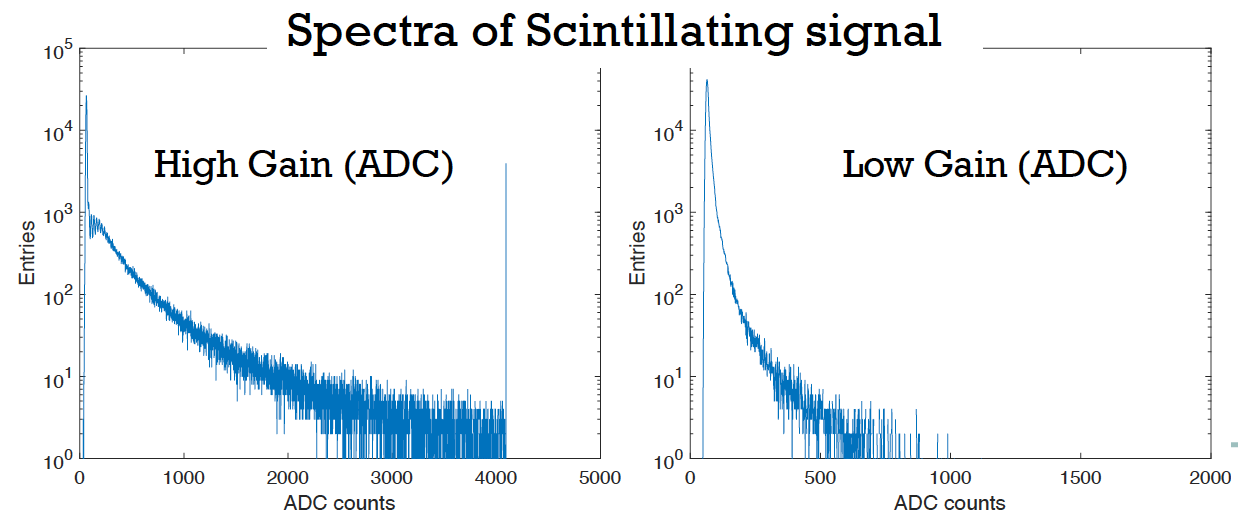 Spectra of Scintillating signal
High Gain (ADC)
Low Gain (ADC)
10^5
10^4
10^3
10^2
10^1
10^0
Entries
0 1000 2000 3000 4000 5000
ADC counts
10^5
10^4
10^3
10^2
10^1
10^0
Entries
0 500 1000 1500 2000
ADC counts